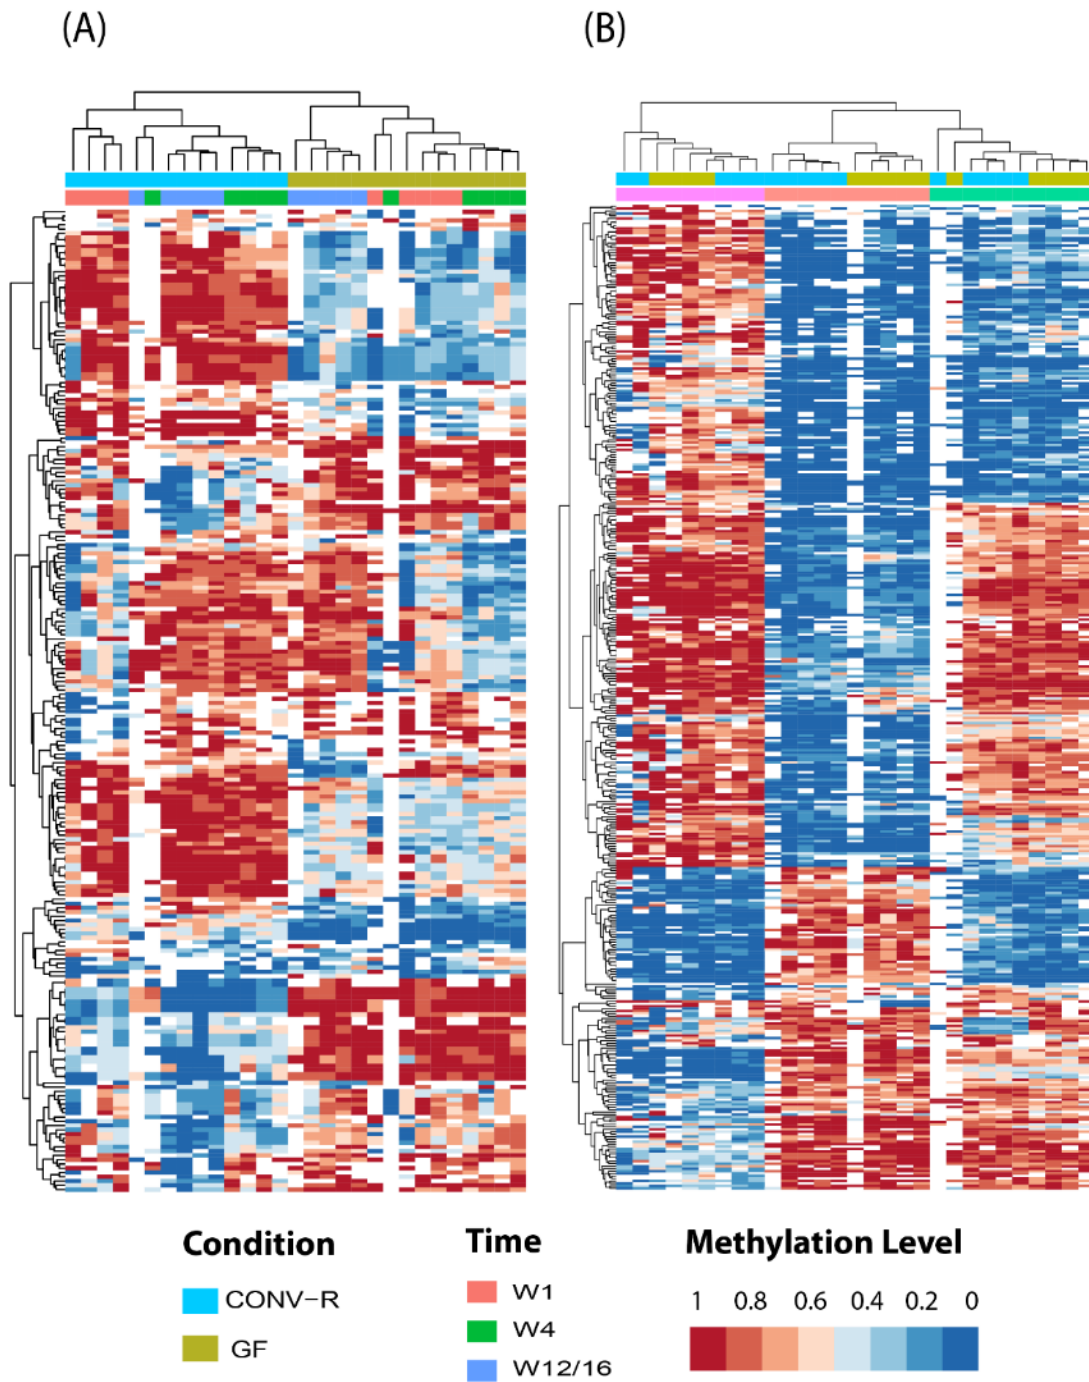 (A) (B)
Condition Time Methylation Level
CONV-R W1 1 0.8 0.6 0.4 0.2 0
GF W4
W12/16